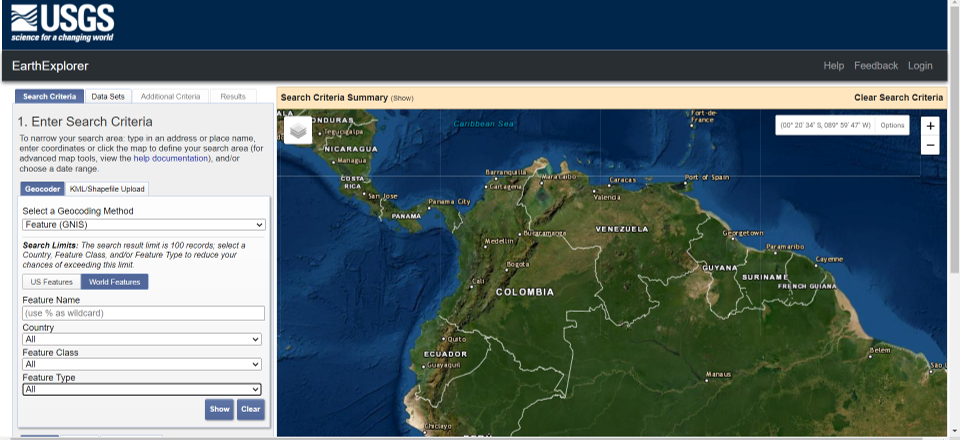 USGS
science for a changing world
EarthExplorer
Help Feedback Login
Search Criteria Data Sets Additional Criteria Results
1. Enter Search Criteria
To narrow your search area: type in an address or place name,
enter coordinates or click the map to define your search area (for
advanced map tools, view the help documentation), and/or
choose a date range.
Geocoder KML/Shapefile Upload
Select a Geocoding Method
Feature (GNIS)
Search Limits: The search result limit is 100 records; select a
Country, Feature Class, and/or Feature Type to reduce your
chances of exceeding this limit.
US Features World Features
Feature Name
(use % as wildcard)
Country
All
Feature Class
All
Feature Type
All
Show Clear
Search Criteria Summary (Show)
Clear Search Criteria
(00° 20' 34" S, 089° 59' 47" W) Options
+
−
Caribbean Sea
Fort-de-
France
HONDURAS
Tegucigalpa
NICARAGUA
Managua
COSTA
RICA
San Jose
PANAMA
Panama City
Barranquilla
Cartagena
Maracaibo
Caracas
Valencia
Port of Spain
Bucaramanga
Medellin
Bogota
Cali
COLOMBIA
VENEZUELA
Georgetown
Paramaribo
Cayenne
GUYANA
SURINAME
FRENCH GUIANA
Quito
ECUADOR
Guayaquil
Chiclayo
Manaus
Belém